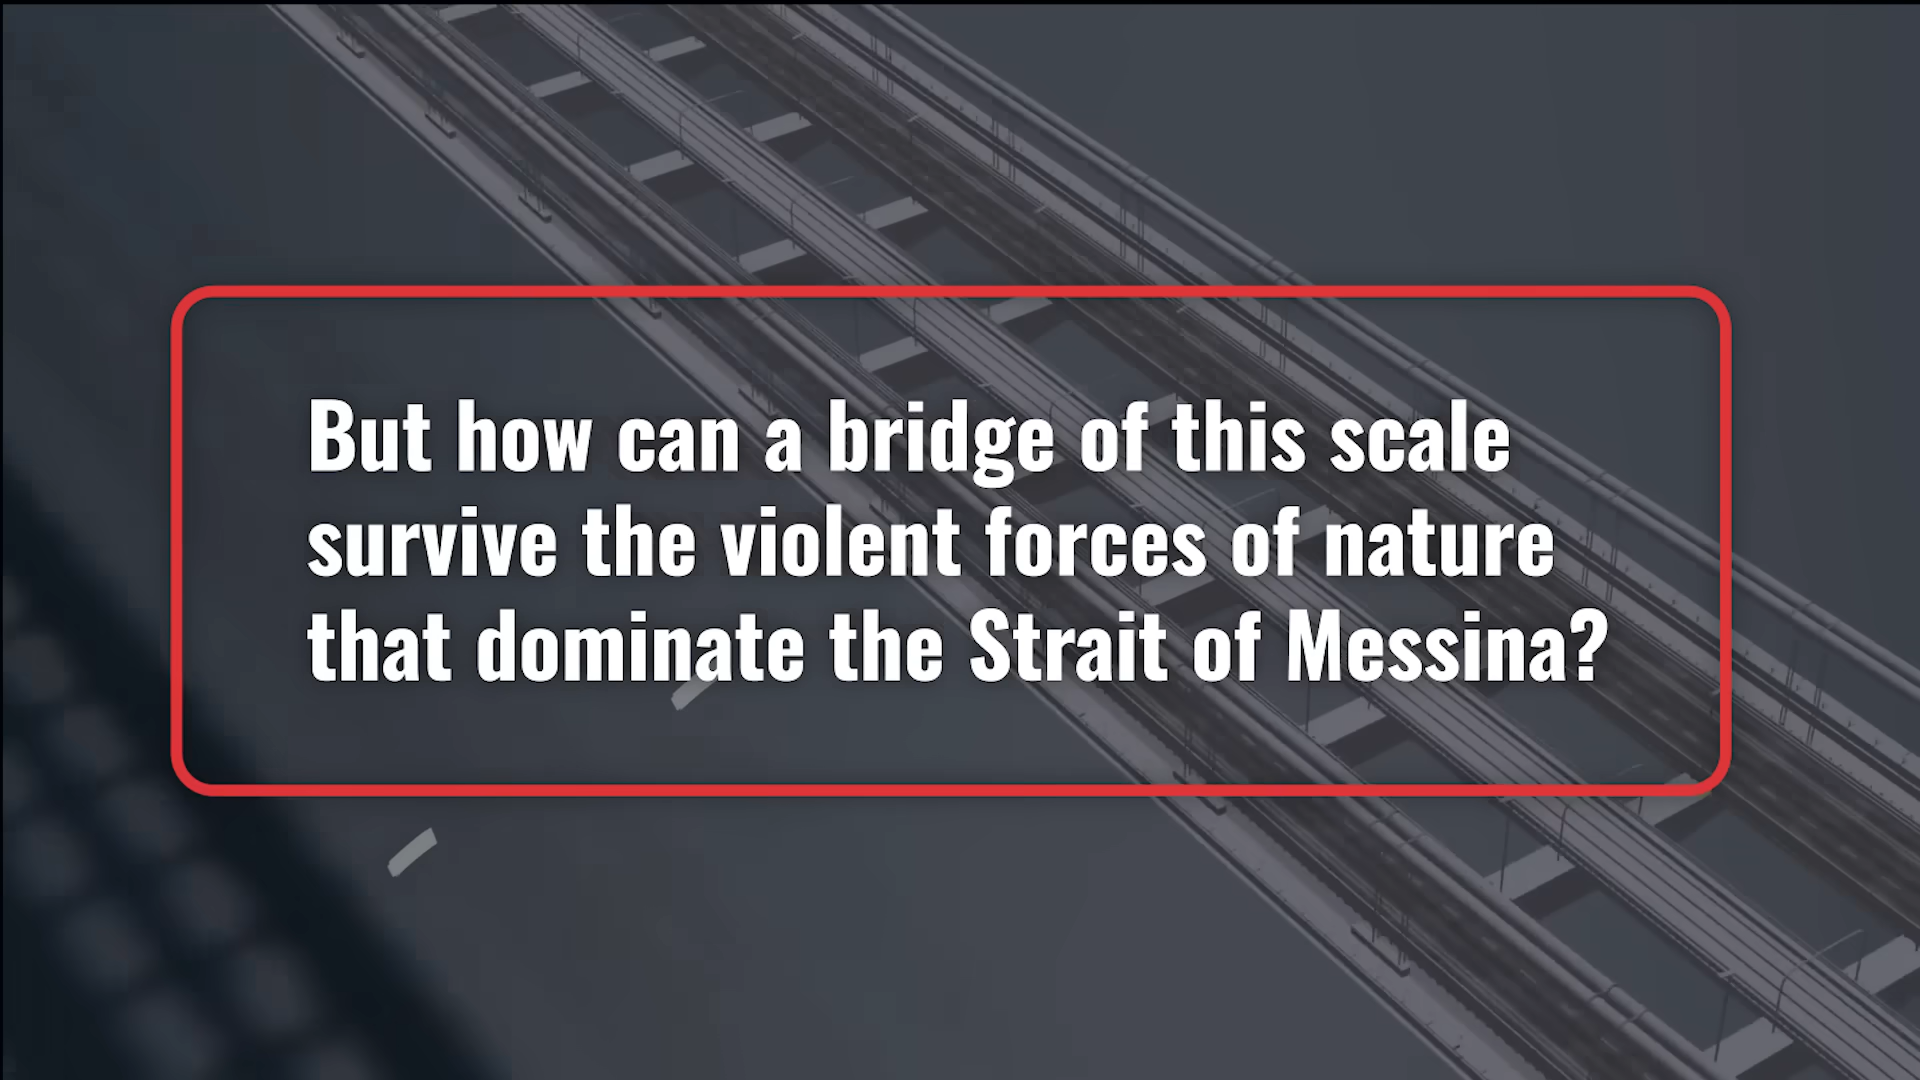 But how can a bridge of this scale
survive the violent forces of nature
that dominate the Strait of Messina?